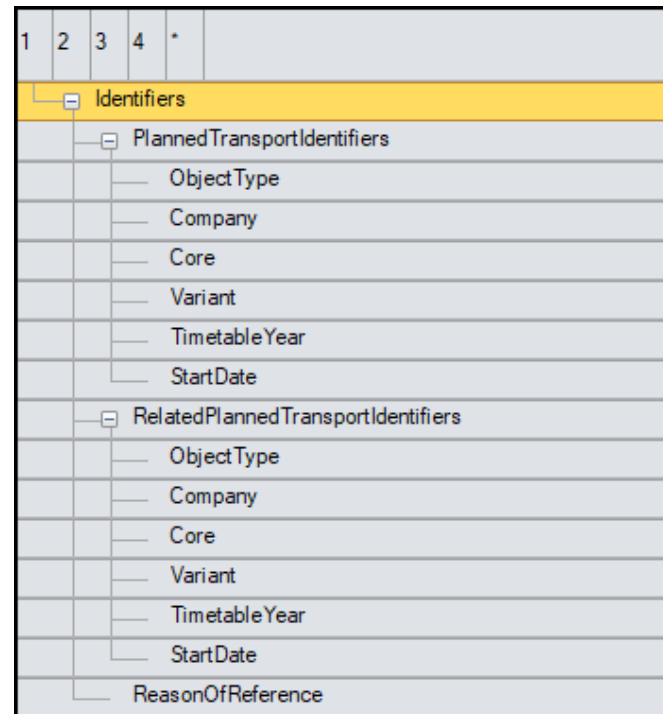 1 2 3 4 *
Identifiers
PlannedTransportIdentifiers
ObjectType
Company
Core
Variant
TimetableYear
StartDate
RelatedPlannedTransportIdentifiers
ObjectType
Company
Core
Variant
TimetableYear
StartDate
ReasonOfReference